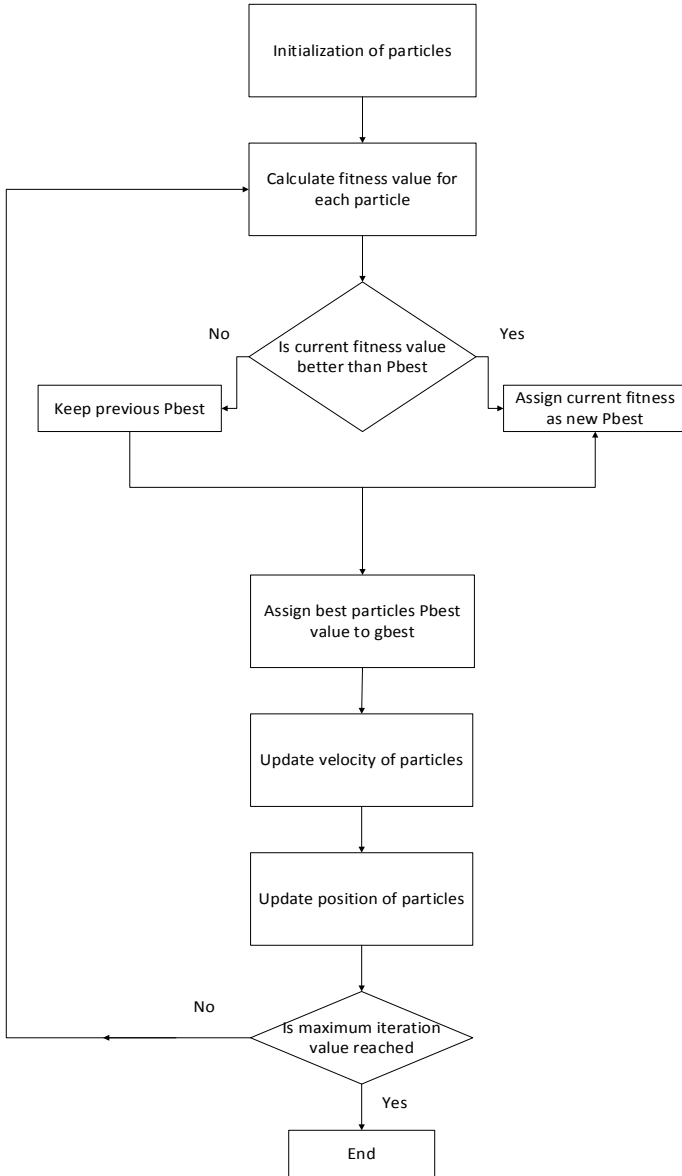 Initialization of particles
Calculate fitness value for
each particle
No
Yes
Is current fitness value
better than Pbest
Keep previous Pbest
Assign current fitness
as new Pbest
Assign best particles Pbest
value to gbest
Update velocity of particles
Update position of particles
No
Is maximum iteration
value reached
Yes
End